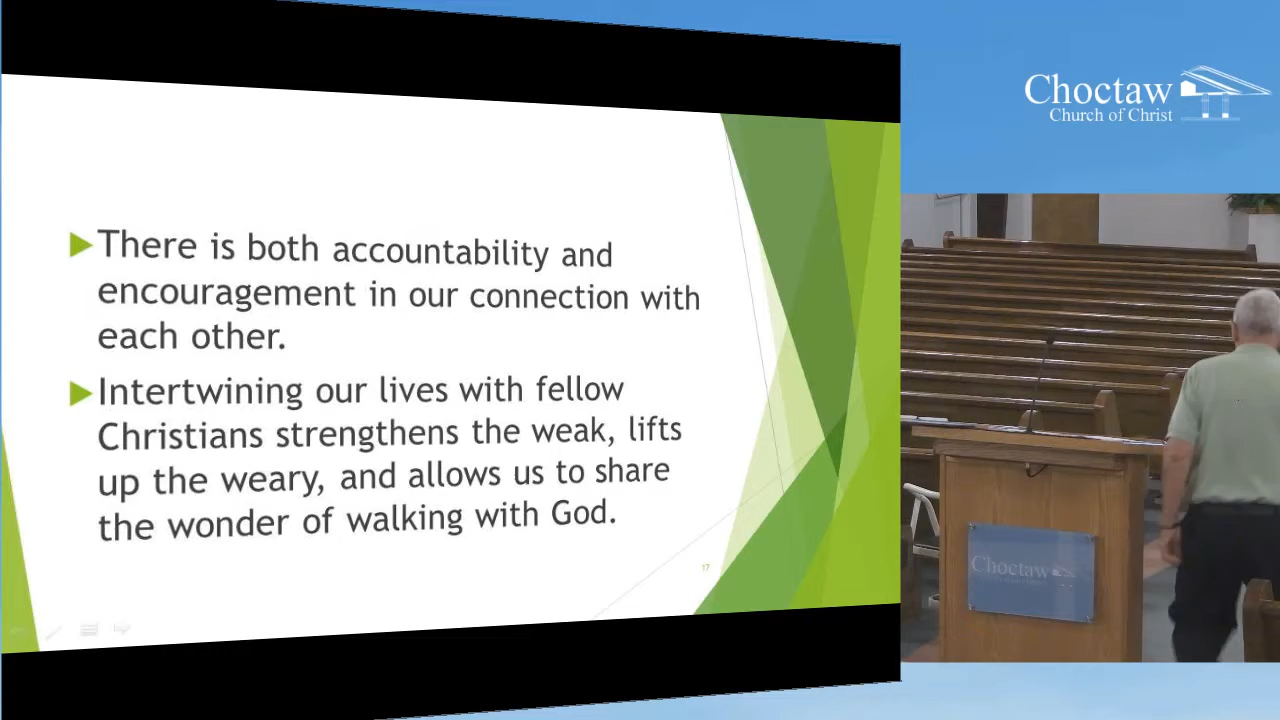 There is both accountability and
encouragement in our connection with
each other.
Intertwining our lives with fellow
Christians strengthens the weak, lifts
up the weary, and allows us to share
the wonder of walking with God.
17
Choctaw
Church of Christ
Choctaw